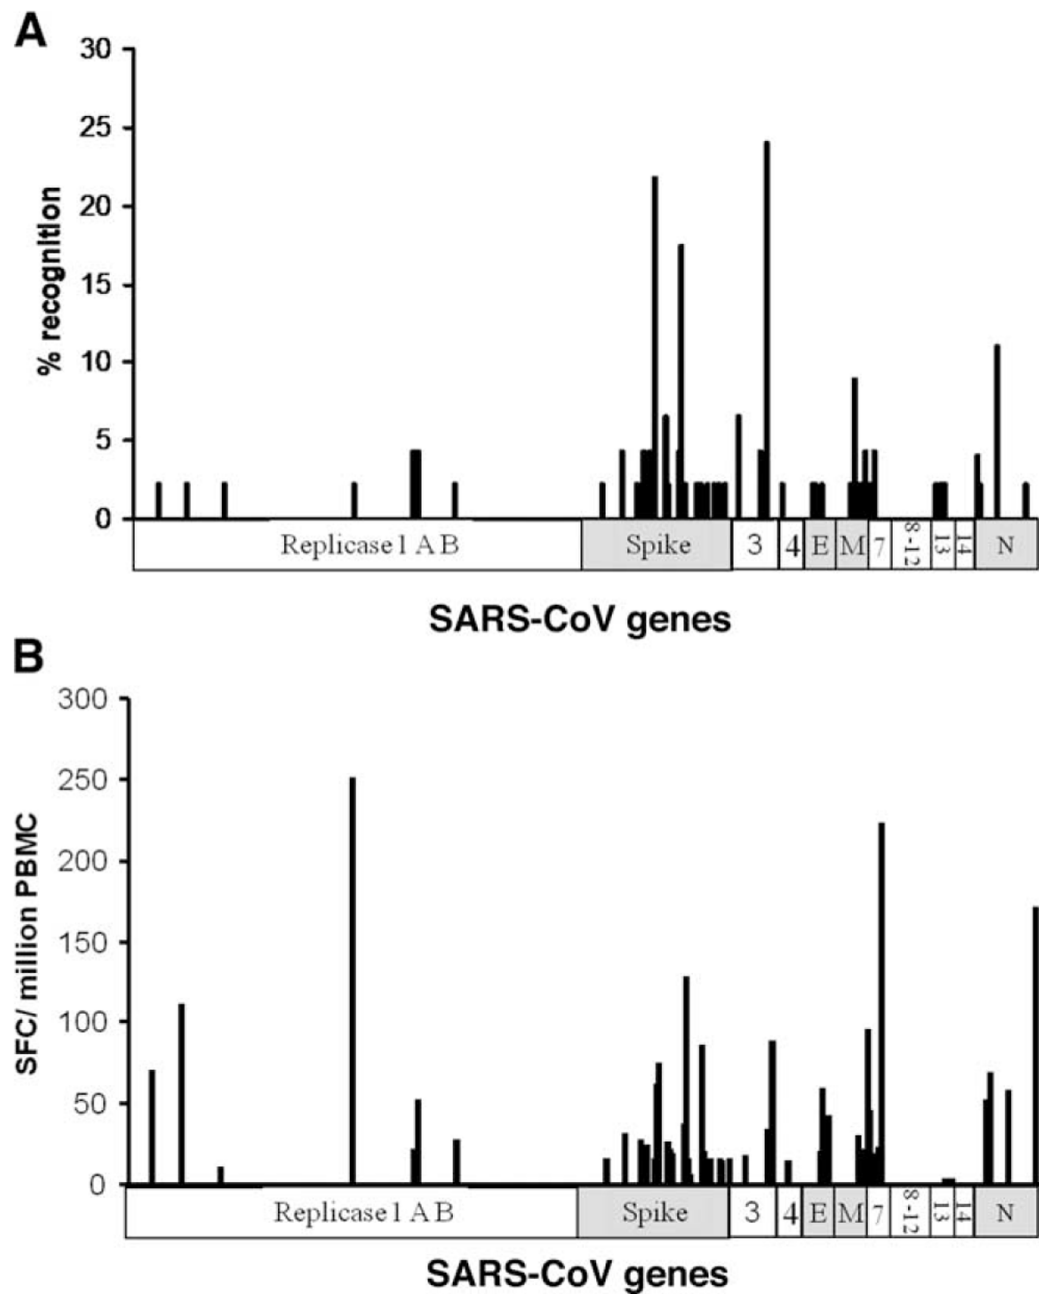 A
30
25
20
15
10
5
0
% recognition
Replicase 1 A B Spike 3 4 E M 7 8-12 13 14 N
SARS-CoV genes
B
300
250
200
150
100
50
0
SFC/ million PBMC
Replicase 1 A B Spike 3 4 E M 7 8-12 13 14 N
SARS-CoV genes